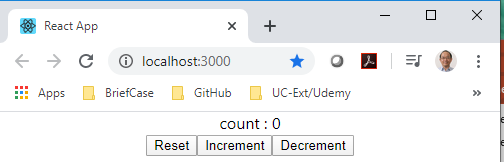 React App
localhost:3000
Apps BriefCase GitHub UC-Ext/Udemy
count : 0
Reset Increment Decrement